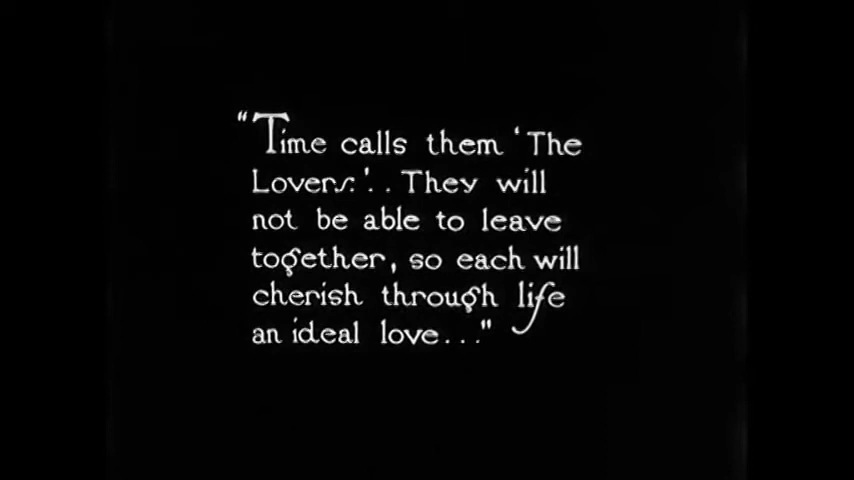 "Time calls them 'The
Lovers.'.. They will
not be able to leave
together, so each will
cherish through life
an ideal love..."